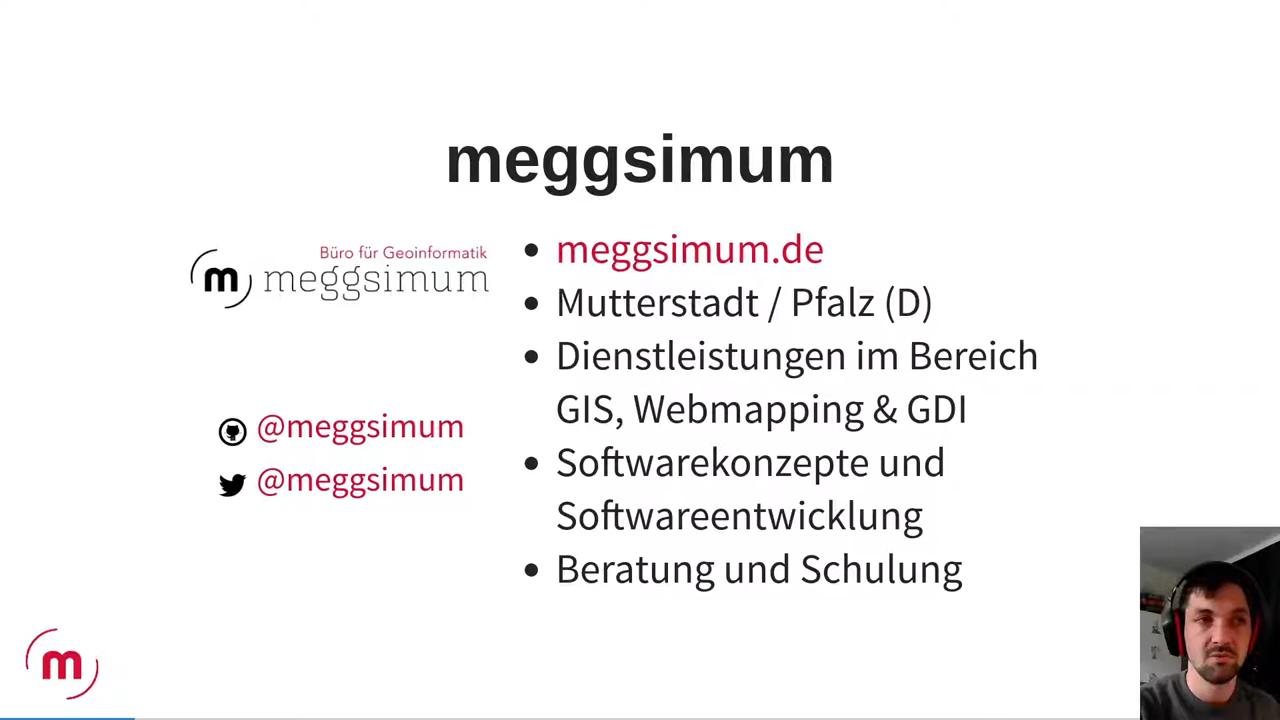 meggsimum
Büro für Geoinformatik
m meggsimum
@meggsimum
@meggsimum
meggsimum.de
Mutterstadt / Pfalz (D)
Dienstleistungen im Bereich
GIS, Webmapping & GDI
Softwarekonzepte und
Softwareentwicklung
Beratung und Schulung
m